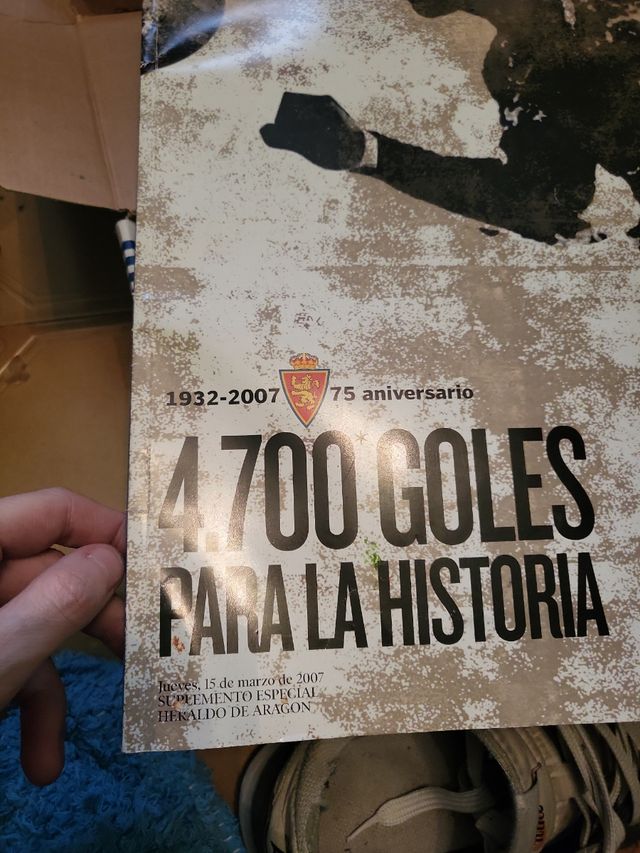 1932-2007 75 aniversario
4.700 GOLES
PARA LA HISTORIA
Jueves, 15 de marzo de 2007
SUPLEMENTO ESPECIAL
HERALDO DE ARAGON